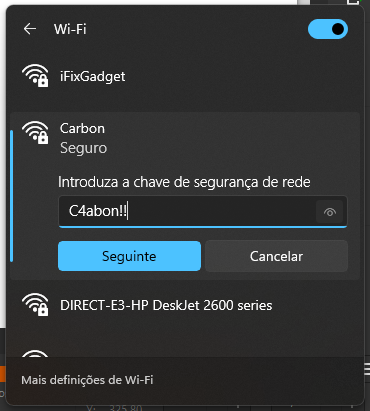 Wi-Fi
iFixGadget
Carbon
Seguro
Introduza a chave de segurança de rede
C4abon!!
Seguinte
Cancelar
DIRECT-E3-HP DeskJet 2600 series
Mais definições de Wi-Fi